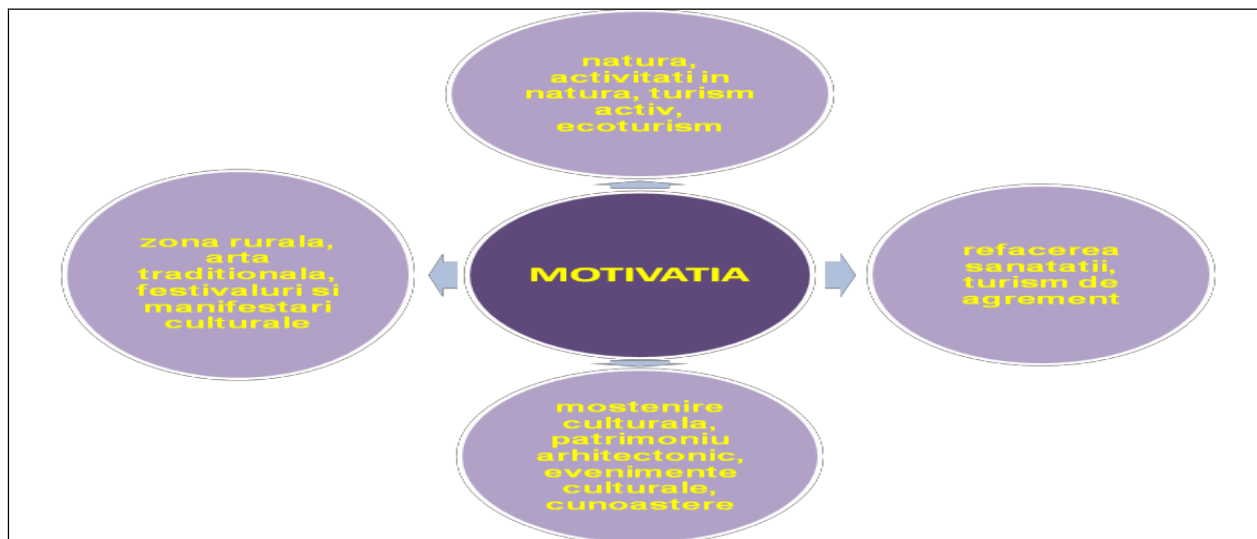 natura,
activitati in
natura, turism
activ,
ecoturism
zona rurala,
arta
traditionala,
festivaluri si
manifestari
culturale
MOTIVATIA
refacerea
sanatatii,
turism de
agrement
mostenire
culturala,
patrimoniu
arhitectonic,
evenimente
culturale,
cunoastere